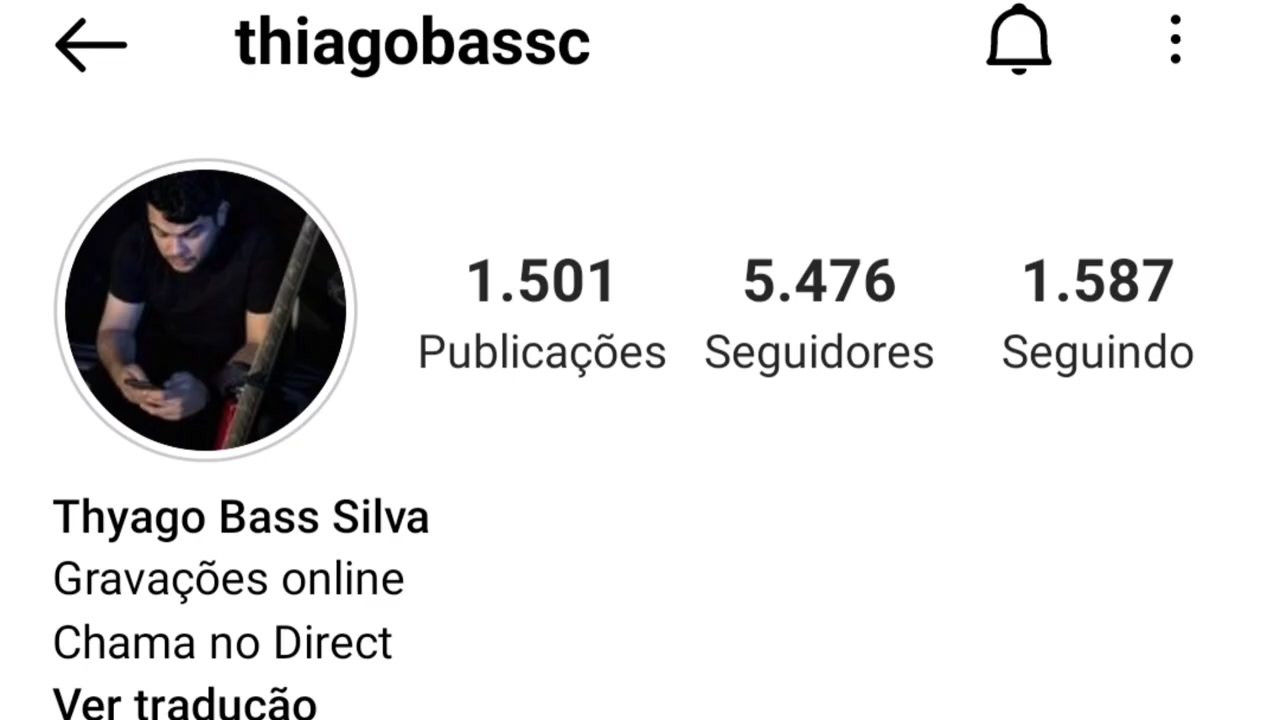 thiagobassc
1.501 5.476 1.587
Publicações Seguidores Seguindo
Thyago Bass Silva
Gravações online
Chama no Direct
Ver tradução